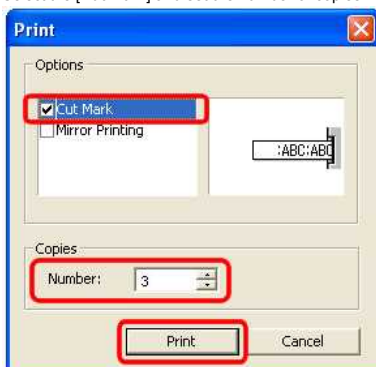 Print
Options
Cut Mark
Mirror Printing
:ABC:ABC
Copies
Number: 3
Print Cancel